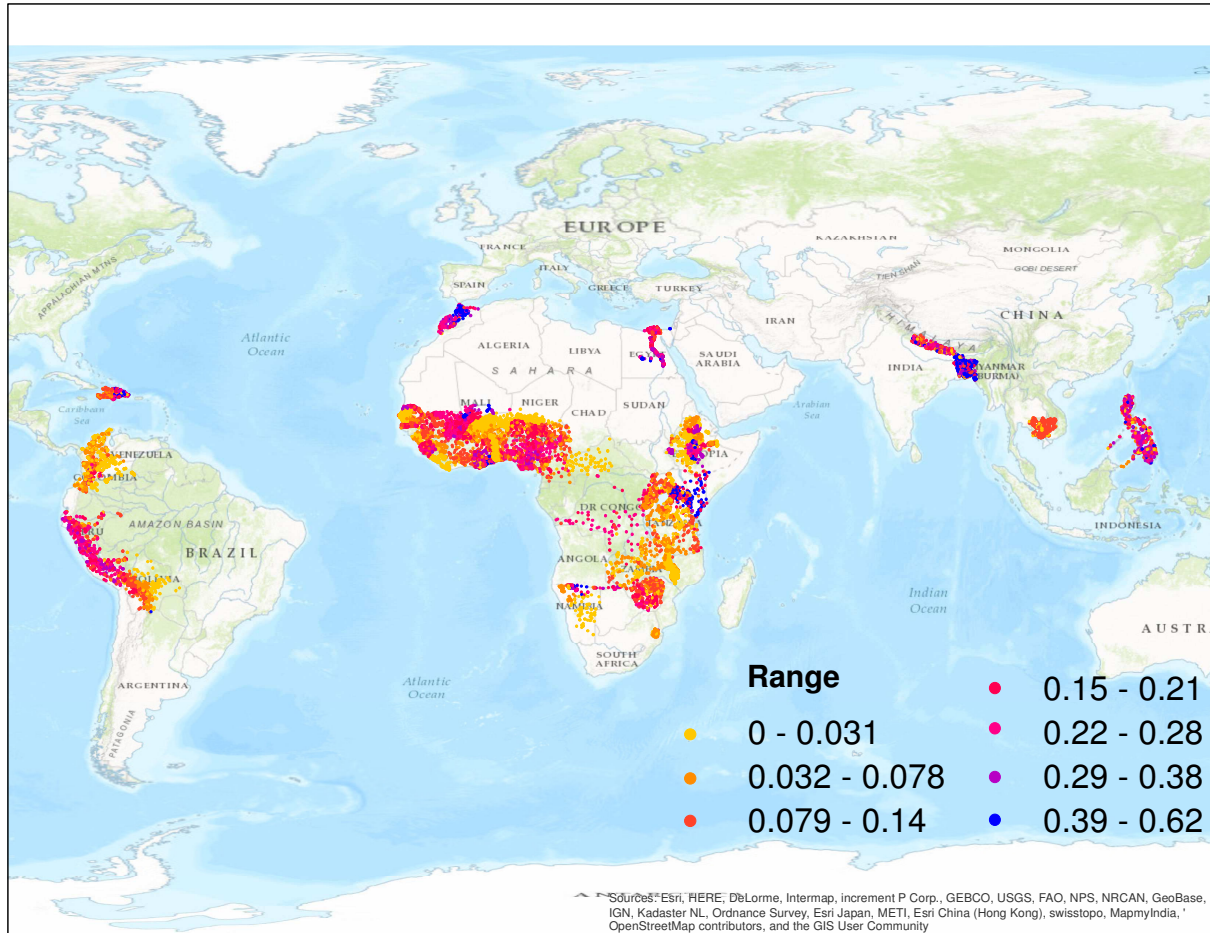 EUROPE
KAZAKHSTAN
MONGOLIA
GOBI DESERT
TIEN SHAN
FRANCE
ITALY
SPAIN
GREECE
TURKEY
CHINA
APPALACHIAN MTNS
Atlantic
Ocean
ALGERIA
LIBYA
IRAN
SAUDI
ARABIA
SAHARA
INDIA
MALI
NIGER
CHAD
SUDAN
Caribbean
Sea
Arabian
Sea
VENEZUELA
DR CONGO
AMAZON BASIN
BRAZIL
INDONESIA
ANGOLA
NAMIBIA
Indian
Ocean
SOUTH
AFRICA
Atlantic
Ocean
ARGENTINA
PATAGONIA
AUSTR
Range
0 - 0.031
0.032 - 0.078
0.079 - 0.14
0.15 - 0.21
0.22 - 0.28
0.29 - 0.38
0.39 - 0.62
Sources: Esri, HERE, DeLorme, Intermap, increment P Corp., GEBCO, USGS, FAO, NPS, NRCAN, GeoBase,
IGN, Kadaster NL, Ordnance Survey, Esri Japan, METI, Esri China (Hong Kong), swisstopo, MapmyIndia, '
OpenStreetMap contributors, and the GIS User Community